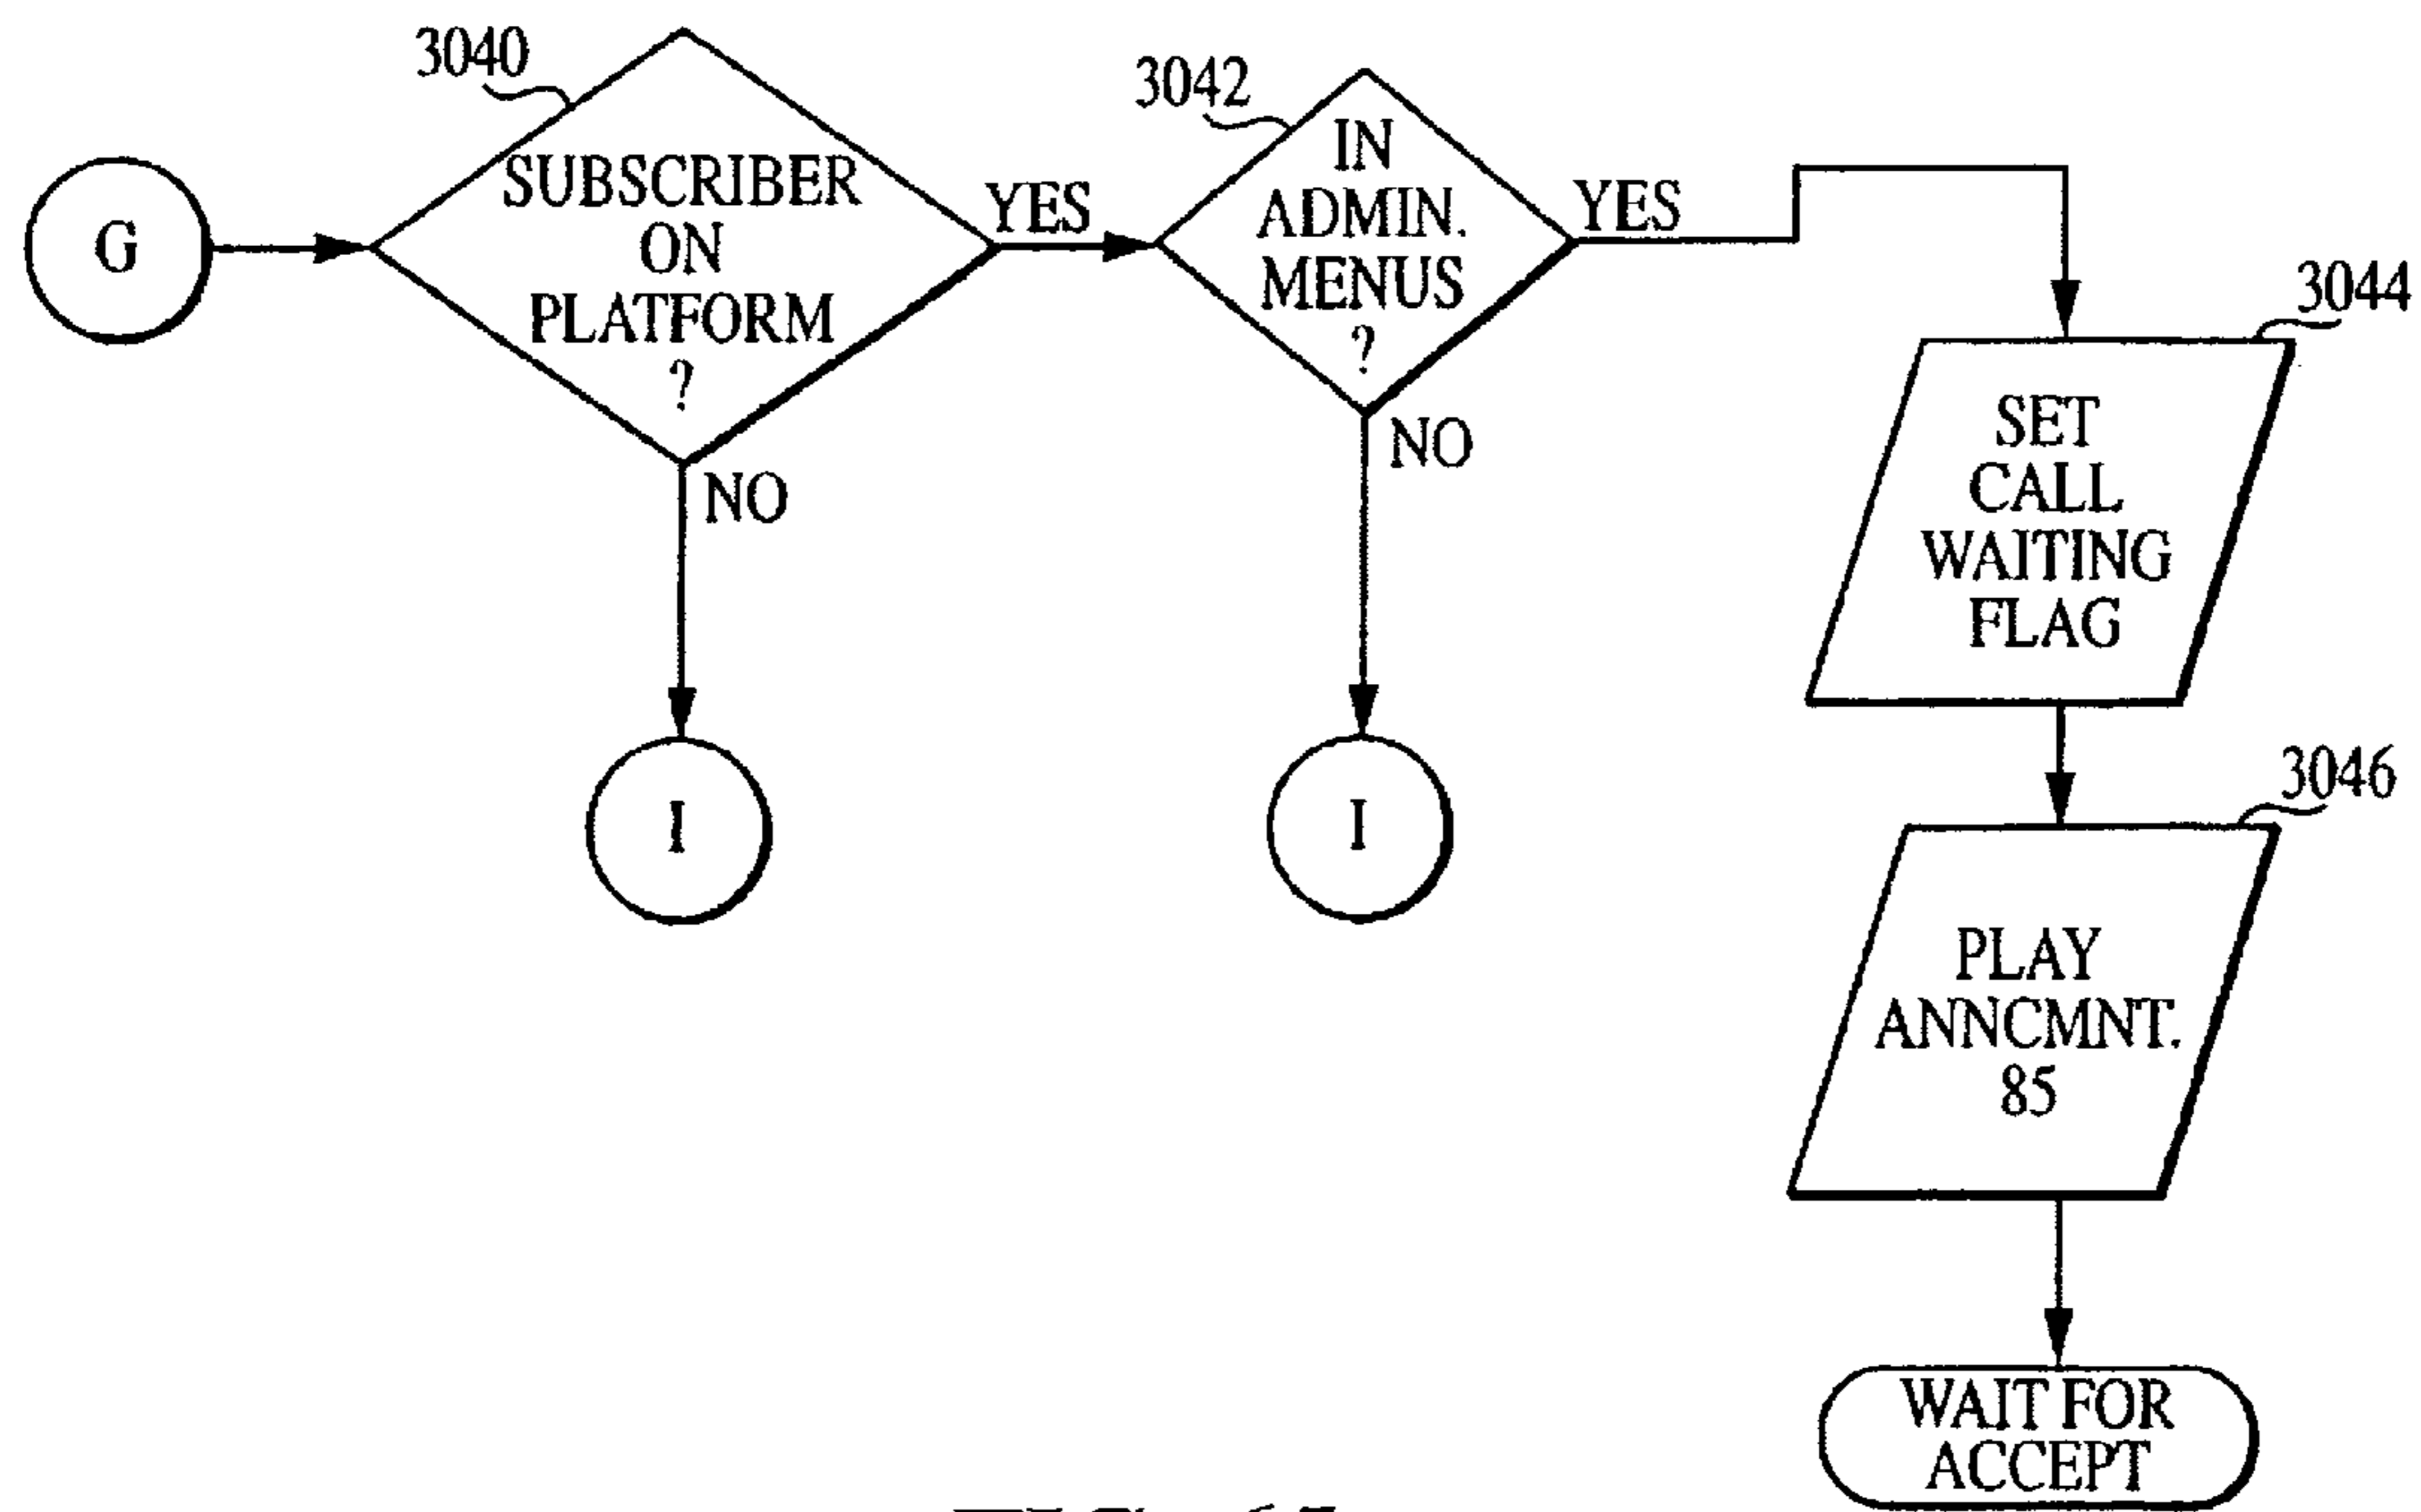 3040
3042
G
SUBSCRIBER
ON
PLATFORM
?
YES
NO
IN
ADMIN.
MENUS
?
YES
NO
3044
SET
CALL
WAITING
FLAG
I
I
3046
PLAY
ANNCMNT.
85
WAIT FOR
ACCEPT